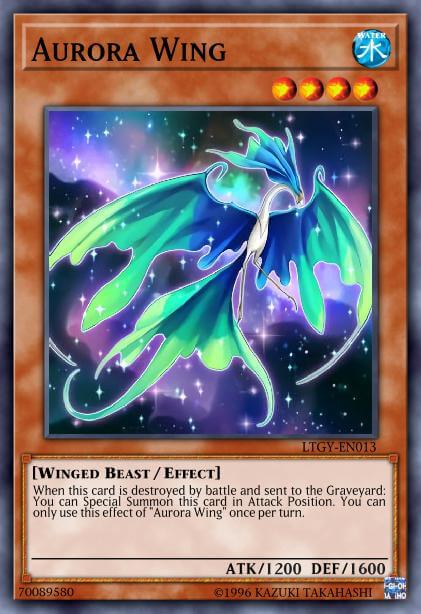 AURORA WING
WATER
水
LTGY-EN013
[WINGED BEAST / EFFECT]
When this card is destroyed by battle and sent to the Graveyard:
You can Special Summon this card in Attack Position. You can
only use this effect of "Aurora Wing" once per turn.
ATK/1200 DEF/1600
70089580
©1996 KAZUKI TAKAHASHI